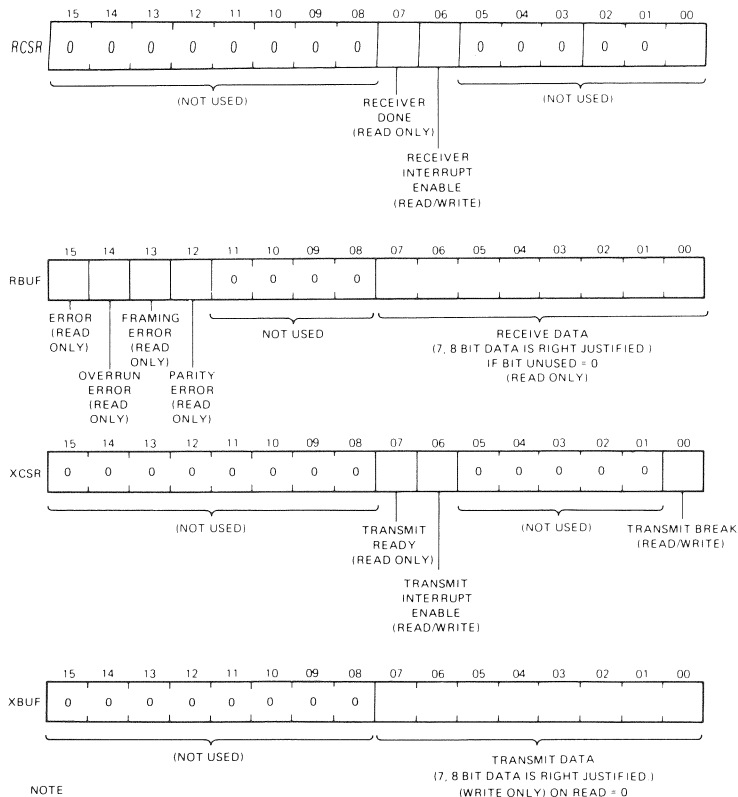 15 14 13 12 11 10 09 08 07 06 05 04 03 02 01 00
RCSR 0 0 0 0 0 0 0 0 0 0 0 0 0
(NOT USED)
RECEIVER
DONE
(READ ONLY)
(NOT USED)
RECEIVER
INTERRUPT
ENABLE
(READ/WRITE)
15 14 13 12 11 10 09 08 07 06 05 04 03 02 01 00
RBUF 0 0 0 0
ERROR
(READ
ONLY)
FRAMING
ERROR
(READ
ONLY)
OVERRUN
ERROR
(READ
ONLY)
PARITY
ERROR
(READ
ONLY)
NOT USED
RECEIVE DATA
(7, 8 BIT DATA IS RIGHT JUSTIFIED.)
IF BIT UNUSED = 0
(READ ONLY)
15 14 13 12 11 10 09 08 07 06 05 04 03 02 01 00
XCSR 0 0 0 0 0 0 0 0 0 0 0 0 0
(NOT USED)
TRANSMIT
READY
(READ ONLY)
(NOT USED)
TRANSMIT BREAK
(READ/WRITE)
TRANSMIT
INTERRUPT
ENABLE
(READ/WRITE)
15 14 13 12 11 10 09 08 07 06 05 04 03 02 01 00
XBUF 0 0 0 0 0 0 0 0
(NOT USED)
TRANSMIT DATA
(7, 8 BIT DATA IS RIGHT JUSTIFIED.)
(WRITE ONLY) ON READ = 0
NOTE